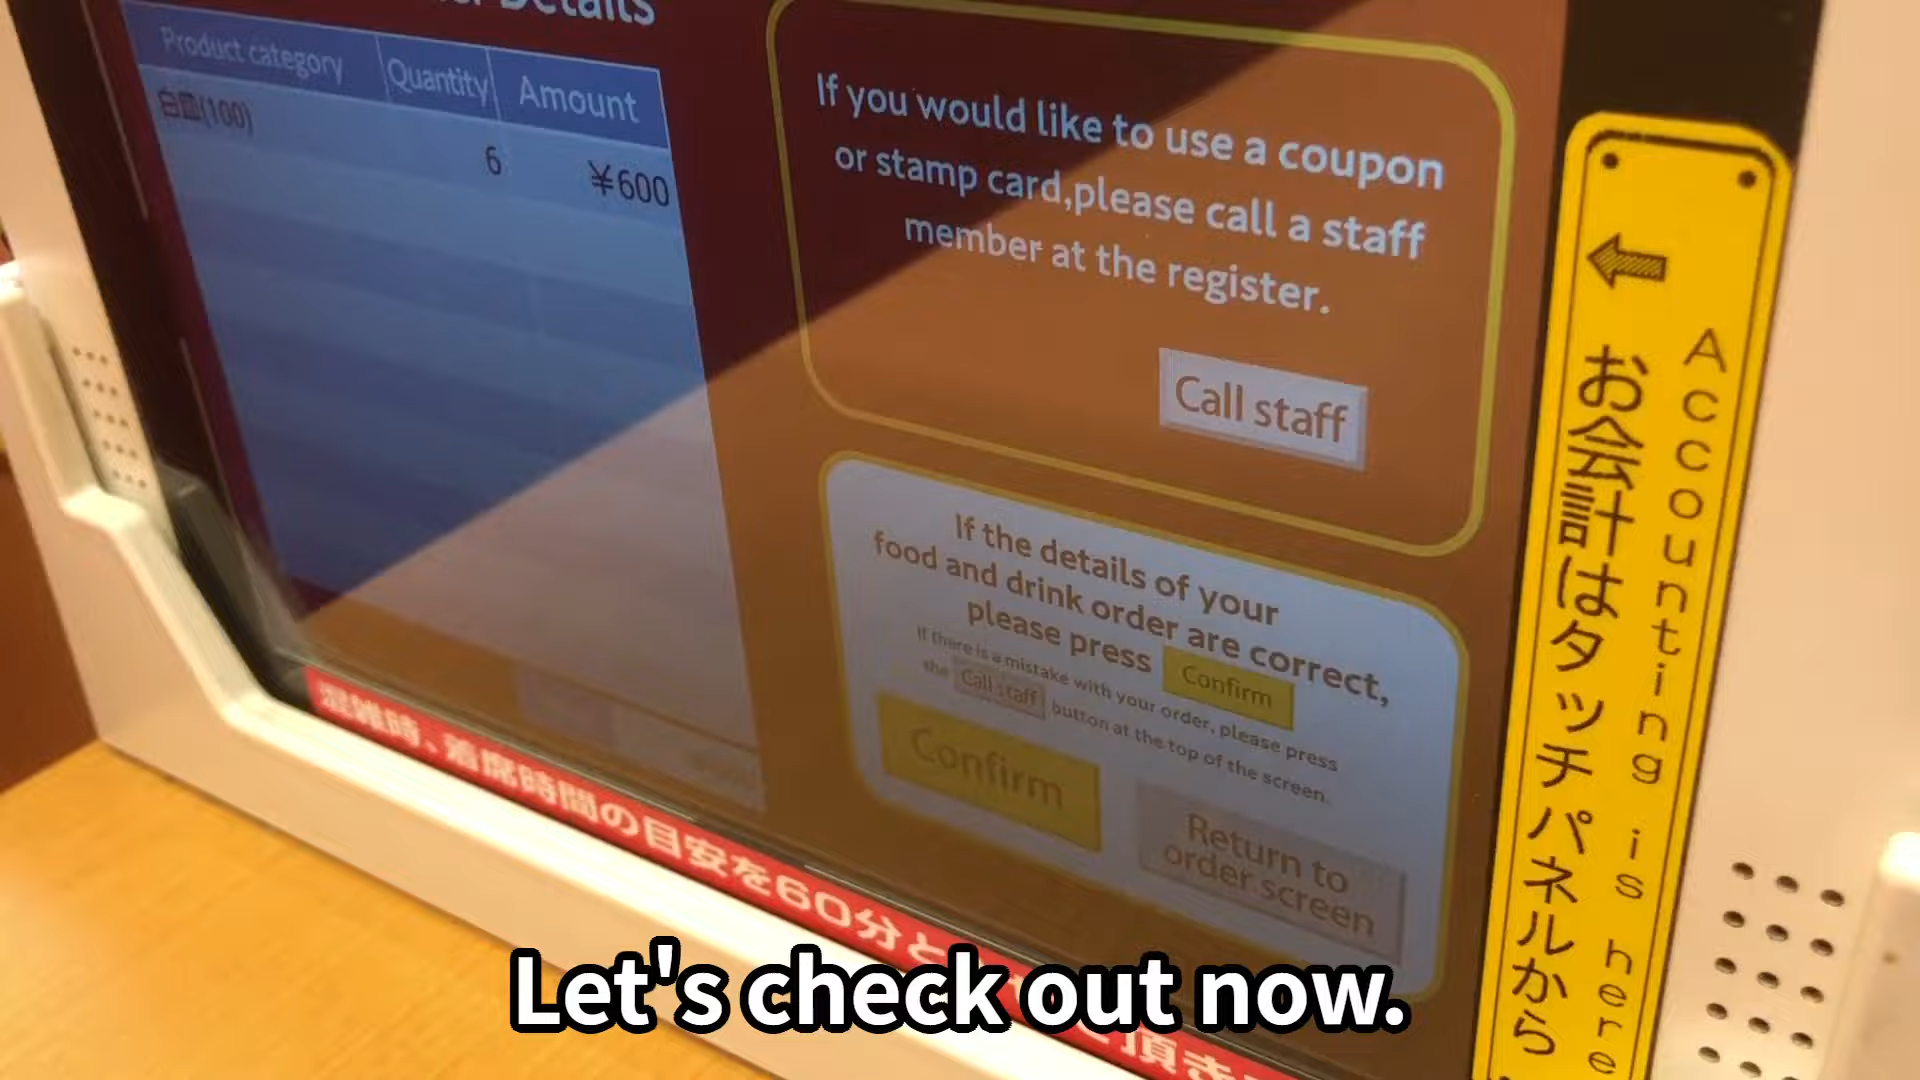 Details
Product category Quantity Amount
白皿(100)
6 ¥600
If you would like to use a coupon
or stamp card,please call a staff
member at the register.
Call staff
If the details of your
food and drink order are correct,
please press Confirm
If there is a mistake with your order, please press
the Call staff button at the top of the screen.
Confirm
Return to
order screen
混雑時、着席時間の目安を60分と
頂き
お会計はタッチパネルから
Accounting is here
Let's check out now.